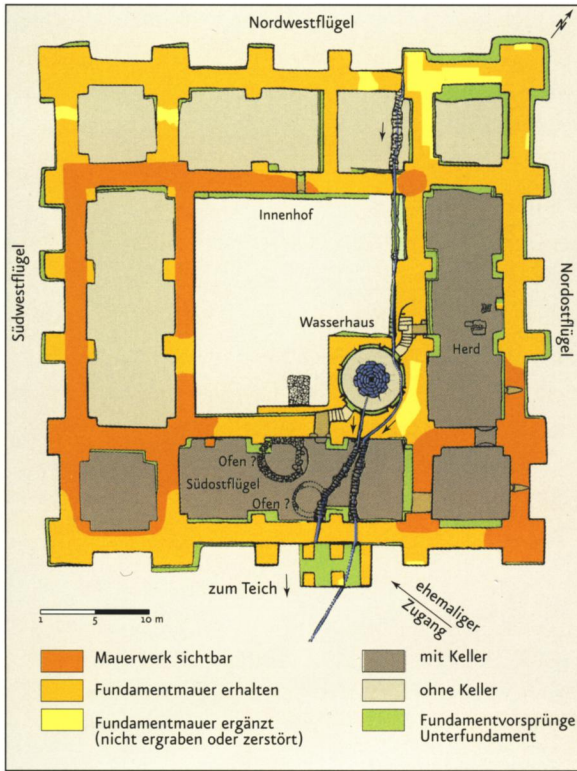 Nordwestflügel
N
Innenhof
Südwestflügel
Nordostflügel
Wasserhaus
Herd
Ofen ?
Südostflügel
Ofen ?
zum Teich
ehemaliger
Zugang
1 5 10 m
Mauerwerk sichtbar
Fundamentmauer erhalten
Fundamentmauer ergänzt
(nicht ergraben oder zerstört)
mit Keller
ohne Keller
Fundamentvorsprünge
Unterfundament